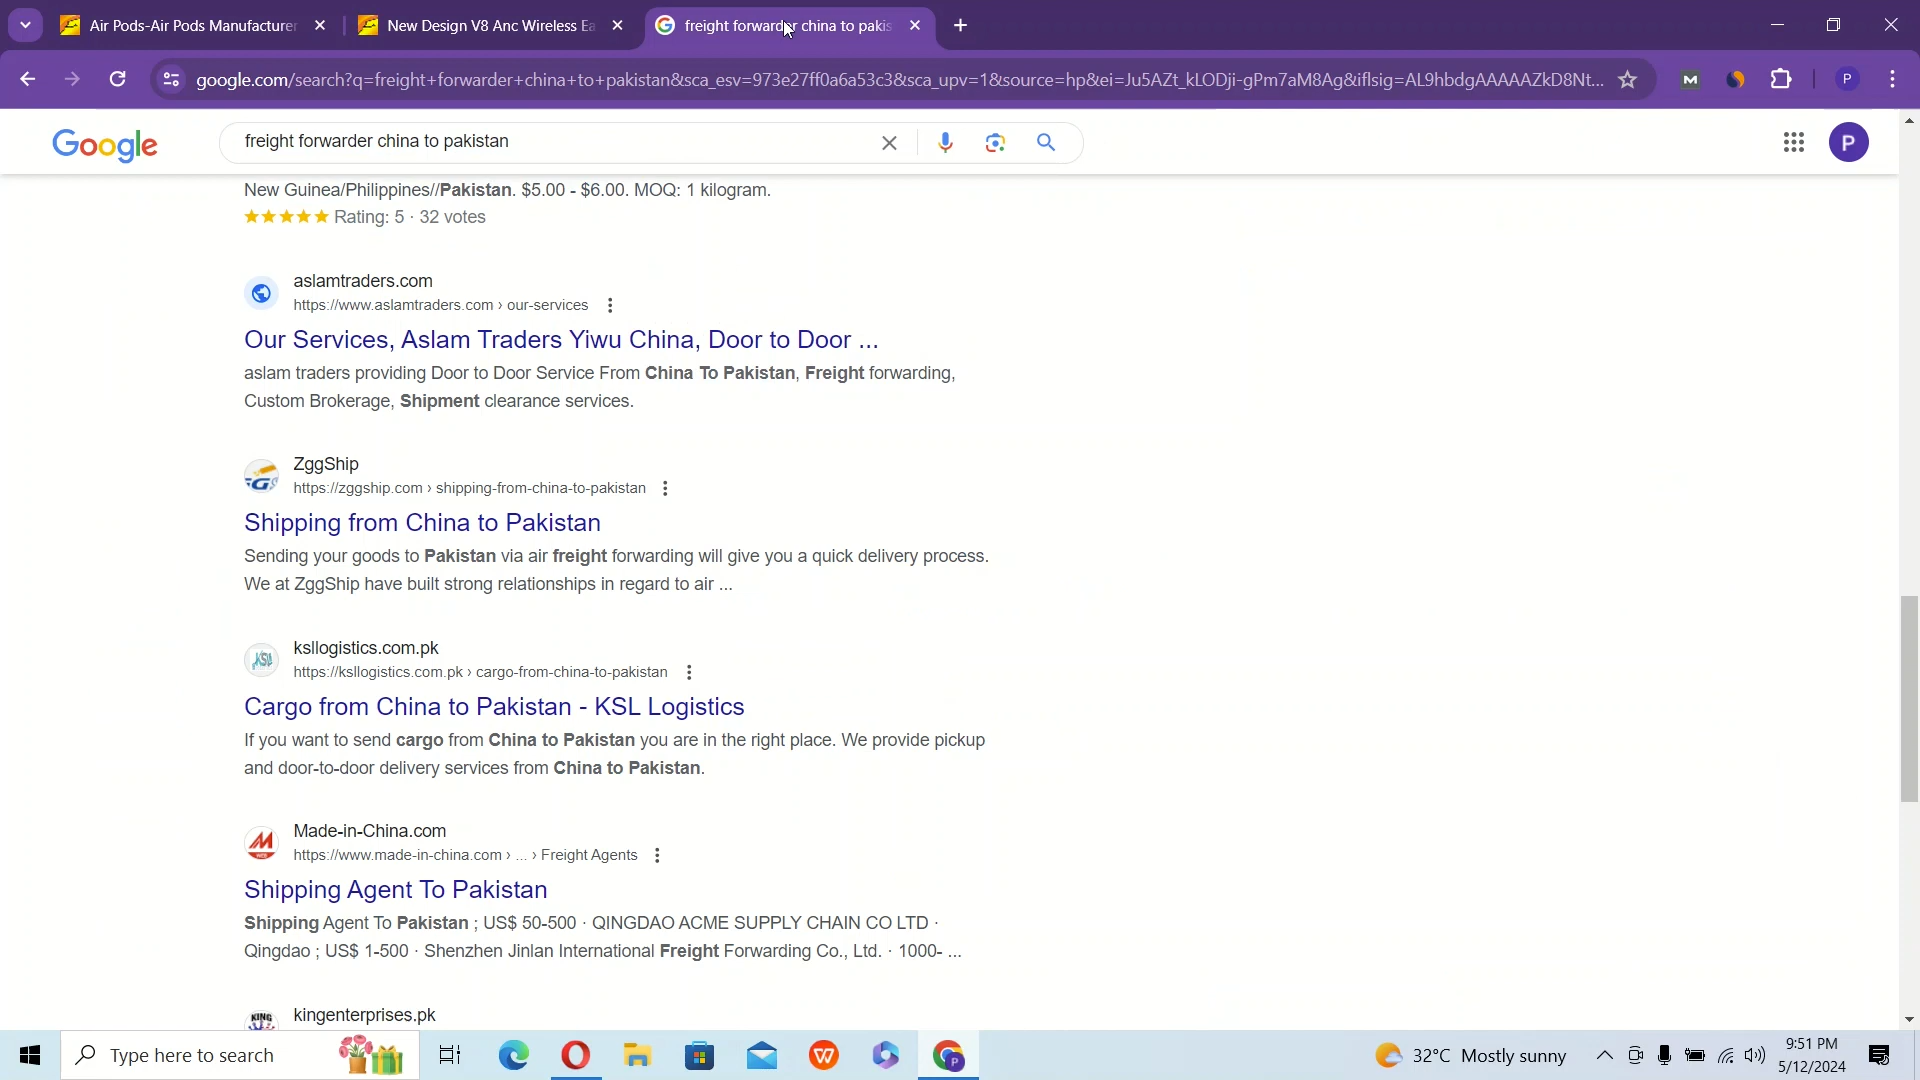 Air Pods-Air Pods Manufacturer
New Design V8 Anc Wireless Ea
freight forwarder china to pakis
google.com/search?q=freight+forwarder+china+to+pakistan&sca_esv=973e27ff0a6a53c3&sca_upv=1&source=hp&ei=Ju5AZt_kLODji-gPm7aM8Ag&iflsig=AL9hbdgAAAAAZkD8Nt...
P
Google
freight forwarder china to pakistan
P
New Guinea/Philippines//Pakistan. $5.00 - $6.00. MOQ: 1 kilogram.
Rating: 5 · 32 votes
aslamtraders.com
https://www.aslamtraders.com › our-services
Our Services, Aslam Traders Yiwu China, Door to Door ...
aslam traders providing Door to Door Service From China To Pakistan, Freight forwarding,
Custom Brokerage, Shipment clearance services.
ZggShip
https://zggship.com › shipping-from-china-to-pakistan
Shipping from China to Pakistan
Sending your goods to Pakistan via air freight forwarding will give you a quick delivery process.
We at ZggShip have built strong relationships in regard to air ...
ksllogistics.com.pk
https://ksllogistics.com.pk › cargo-from-china-to-pakistan
Cargo from China to Pakistan - KSL Logistics
If you want to send cargo from China to Pakistan you are in the right place. We provide pickup
and door-to-door delivery services from China to Pakistan.
Made-in-China.com
https://www.made-in-china.com › ... › Freight Agents
Shipping Agent To Pakistan
Shipping Agent To Pakistan ; US$ 50-500 · QINGDAO ACME SUPPLY CHAIN CO LTD ·
Qingdao ; US$ 1-500 · Shenzhen Jinlan International Freight Forwarding Co., Ltd. · 1000- ...
KING
kingenterprises.pk
Type here to search
32°C Mostly sunny
9:51 PM
5/12/2024